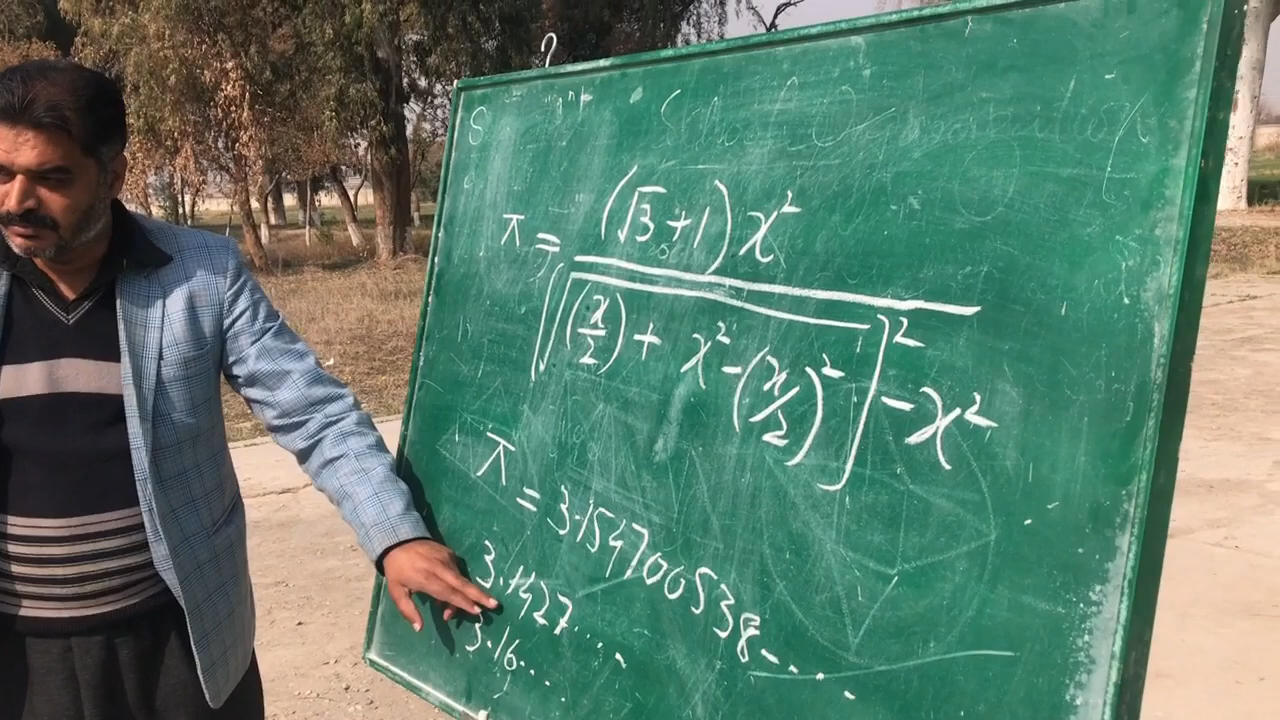 π = (√3+1) x²
[√(x/2) + x² - (x/2)²]² - x²
π
= 3.154700538.....
3.1427....
3.16...